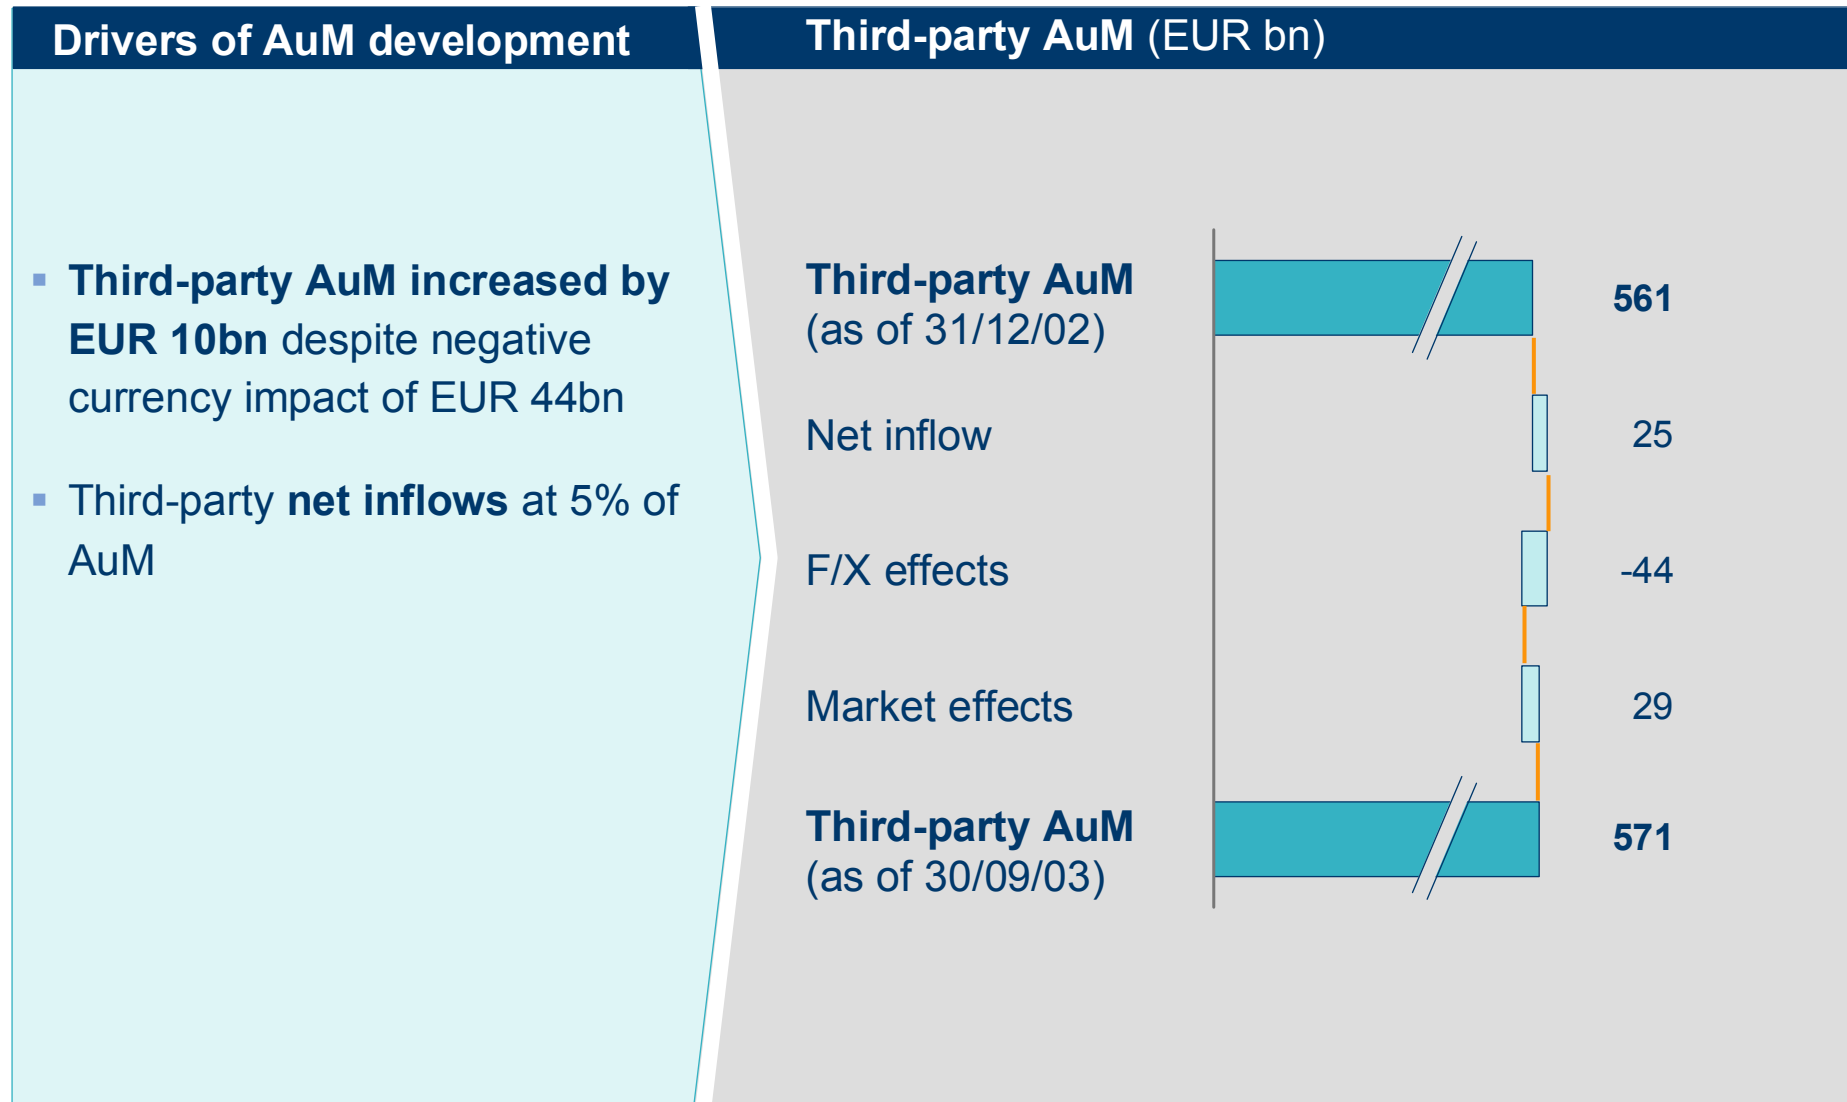 Drivers of AuM development
Third-party AuM increased by
EUR 10bn despite negative
currency impact of EUR 44bn
Third-party net inflows at 5% of
AuM
Third-party AuM (EUR bn)
Third-party AuM
(as of 31/12/02)
561
Net inflow
25
F/X effects
-44
Market effects
29
Third-party AuM
(as of 30/09/03)
571